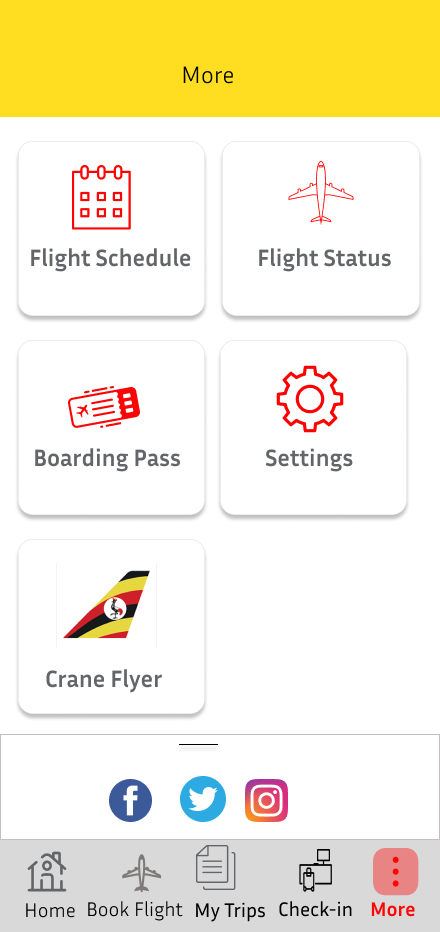 More
Flight Schedule
Flight Status
Boarding Pass
Settings
Crane Flyer
Home
Book Flight
My Trips
Check-in
More